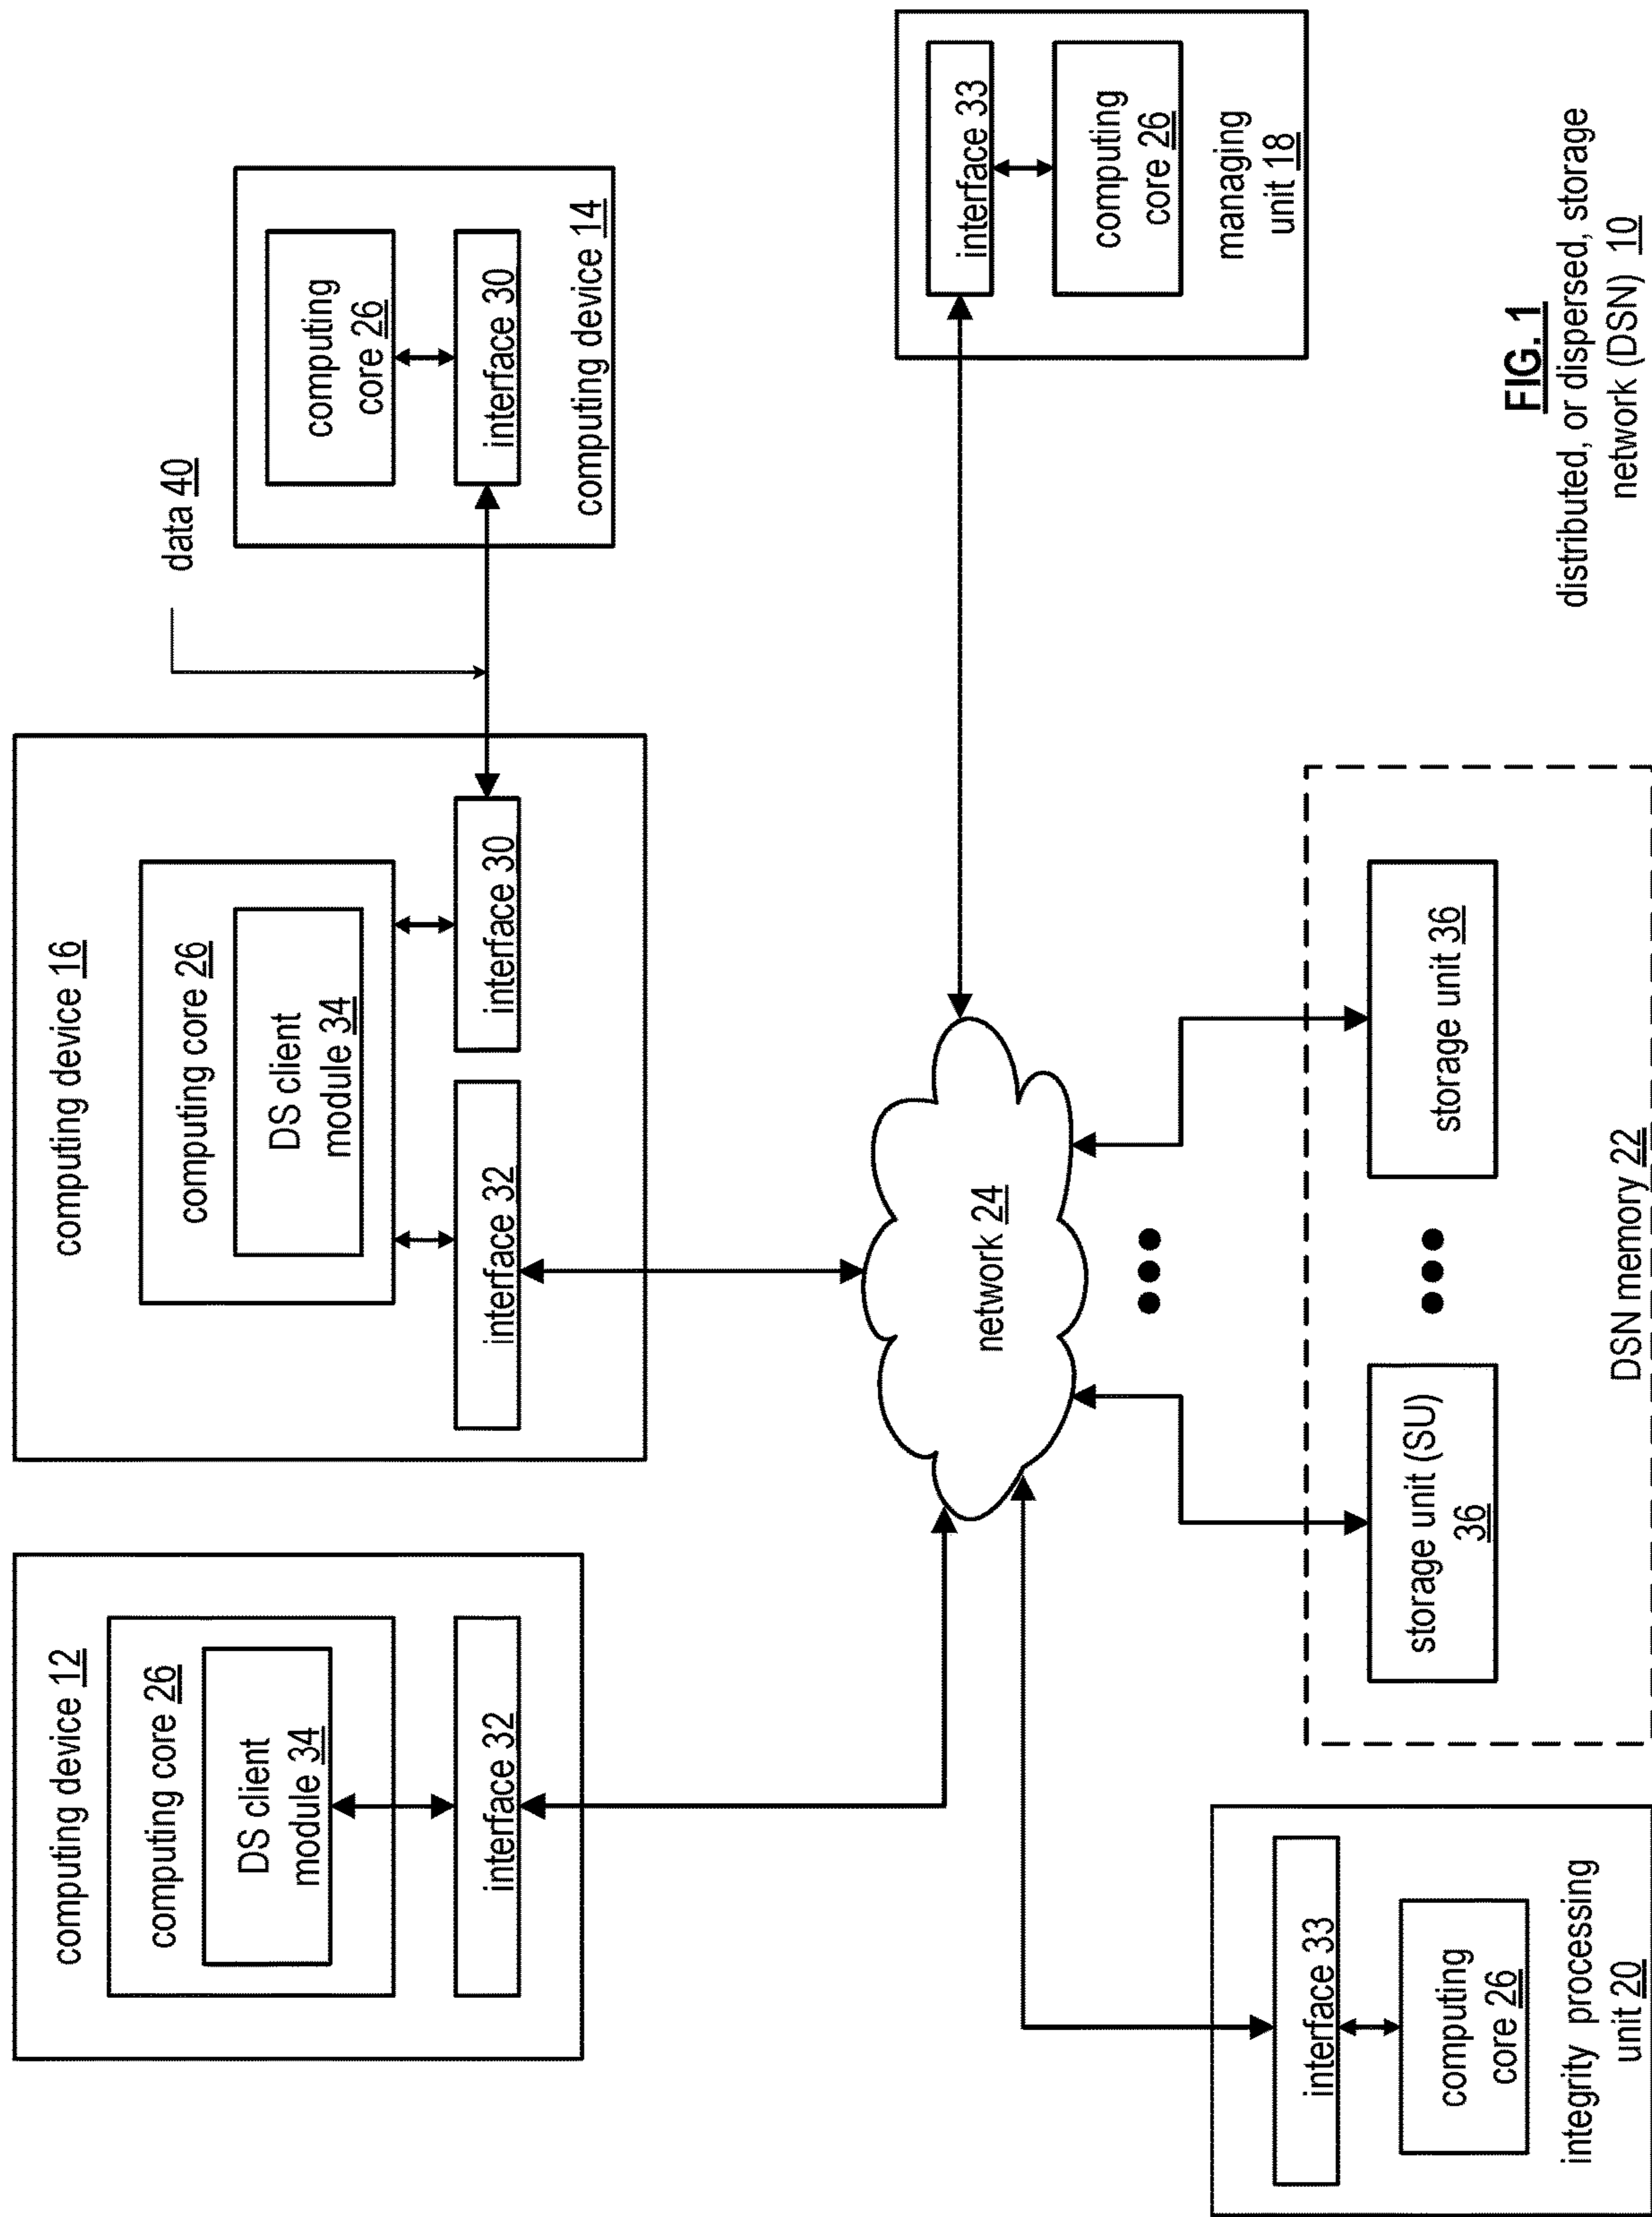 computing device 12
computing core 26
DS client
module 34
interface 32
computing device 16
computing core 26
DS client
module 34
interface 32
interface 30
data 40
computing
core 26
interface 30
computing device 14
network 24
interface 33
computing
core 26
managing
unit 18
interface 33
computing
core 26
integrity processing
unit 20
storage unit (SU)
36
storage unit 36
DSN memory 22
FIG. 1
distributed, or dispersed, storage
network (DSN) 10